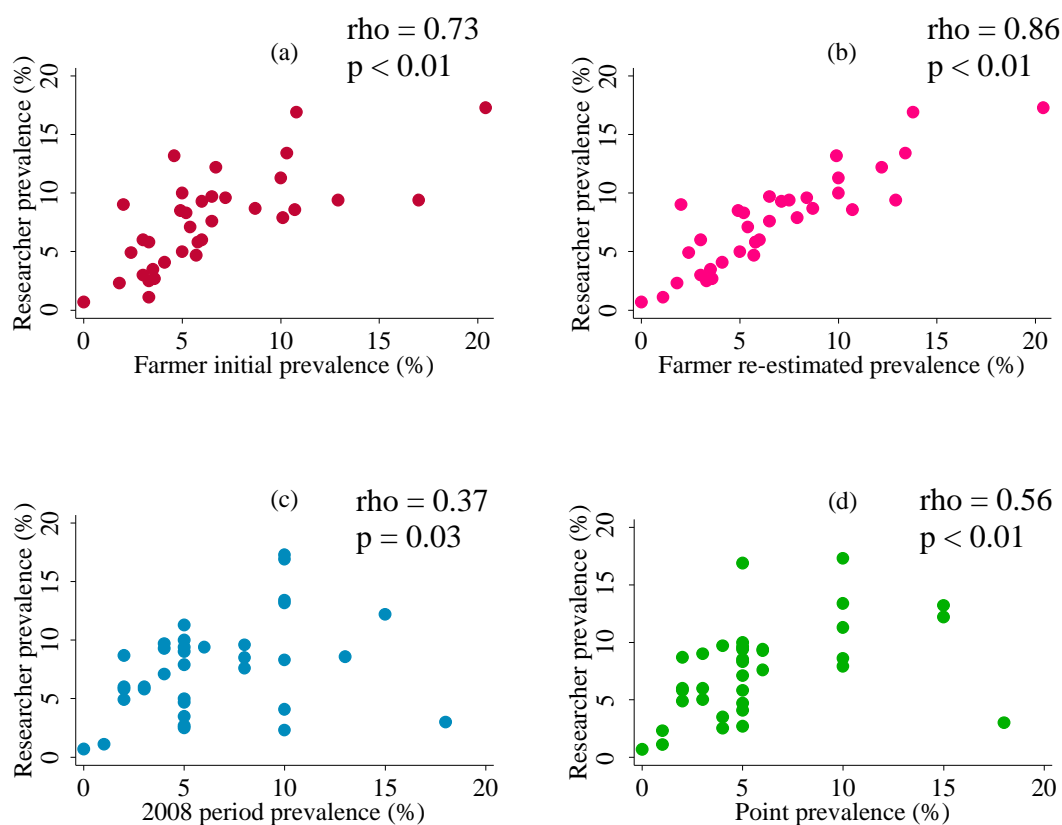 (a)
rho = 0.73
p < 0.01
Researcher prevalence (%)
20
15
10
5
0
0 5 10 15 20
Farmer initial prevalence (%)
(b)
rho = 0.86
p < 0.01
Researcher prevalence (%)
20
15
10
5
0
0 5 10 15 20
Farmer re-estimated prevalence (%)
(c)
rho = 0.37
p = 0.03
Researcher prevalence (%)
20
15
10
5
0
0 5 10 15 20
2008 period prevalence (%)
(d)
rho = 0.56
p < 0.01
Researcher prevalence (%)
20
15
10
5
0
0 5 10 15 20
Point prevalence (%)